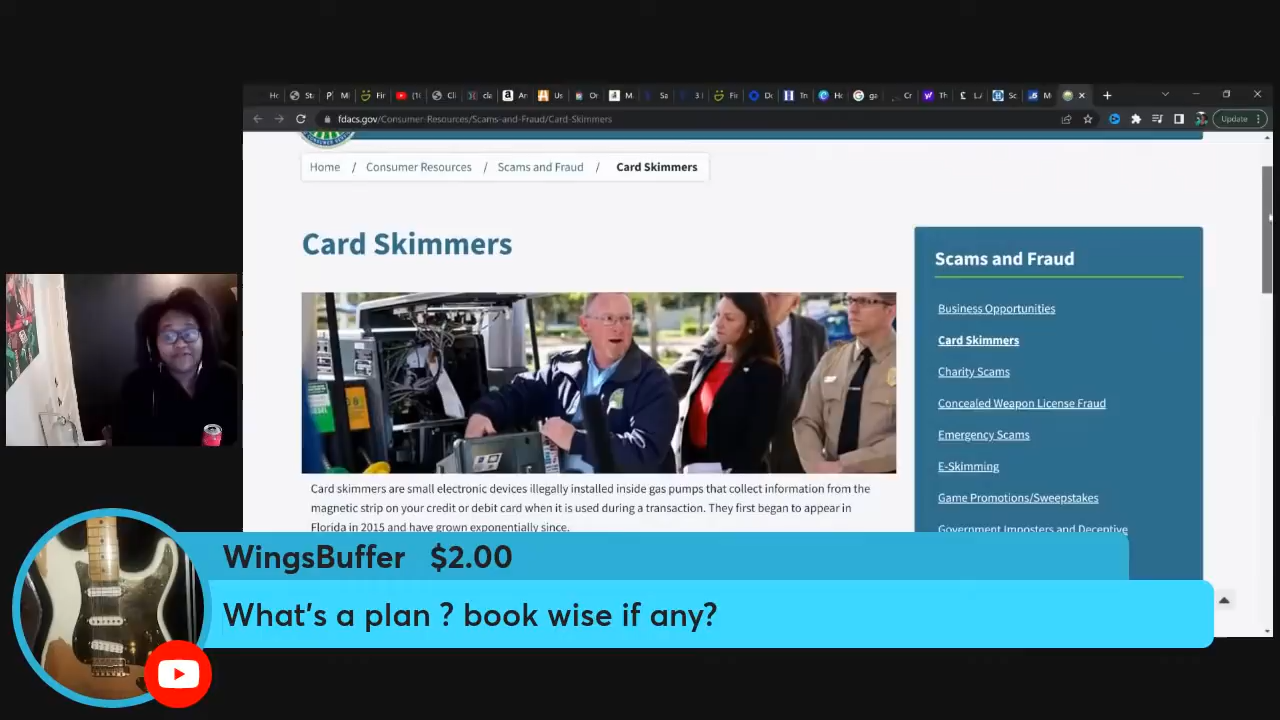 fdacs.gov/Consumer-Resources/Scams-and-Fraud/Card-Skimmers
Update
Home / Consumer Resources / Scams and Fraud / Card Skimmers
Card Skimmers
Card skimmers are small electronic devices illegally installed inside gas pumps that collect information from the
magnetic strip on your credit or debit card when it is used during a transaction. They first began to appear in
Florida in 2015 and have grown exponentially since.
Scams and Fraud
Business Opportunities
Card Skimmers
Charity Scams
Concealed Weapon License Fraud
Emergency Scams
E-Skimming
Game Promotions/Sweepstakes
Government Imposters and Deceptive
WingsBuffer $2.00
What's a plan ? book wise if any?